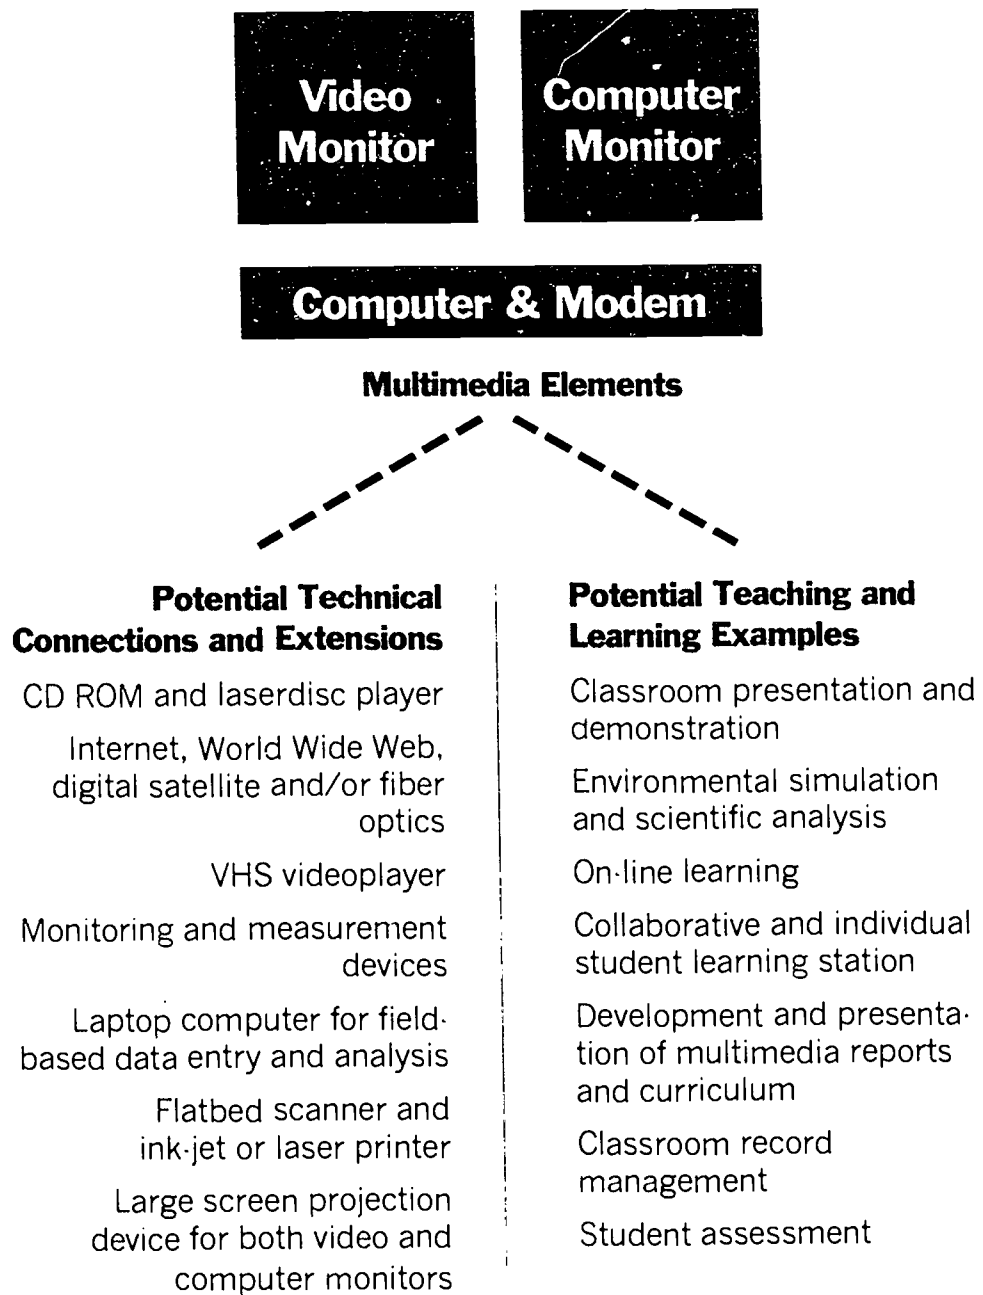 Video
Monitor
Computer
Monitor
Computer & Modem
Multimedia Elements
Potential Technical
Connections and Extensions
CD ROM and laserdisc player
Internet, World Wide Web,
digital satellite and/or fiber
optics
VHS videoplayer
Monitoring and measurement
devices
Laptop computer for field-
based data entry and analysis
Flatbed scanner and
ink-jet or laser printer
Large screen projection
device for both video and
computer monitors
Potential Teaching and
Learning Examples
Classroom presentation and
demonstration
Environmental simulation
and scientific analysis
On-line learning
Collaborative and individual
student learning station
Development and presenta-
tion of multimedia reports
and curriculum
Classroom record
management
Student assessment